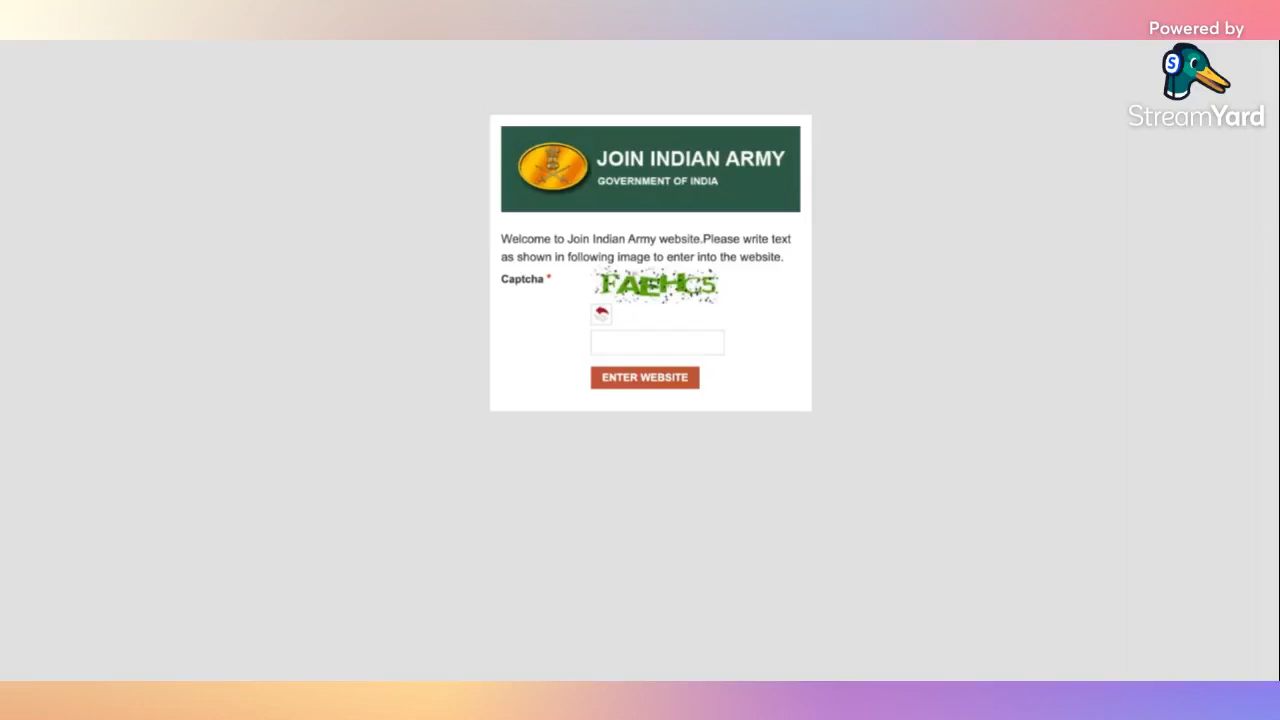 Powered by
StreamYard
JOIN INDIAN ARMY
GOVERNMENT OF INDIA
Welcome to Join Indian Army website.Please write text
as shown in following image to enter into the website.
Captcha *
FAEHC5
ENTER WEBSITE